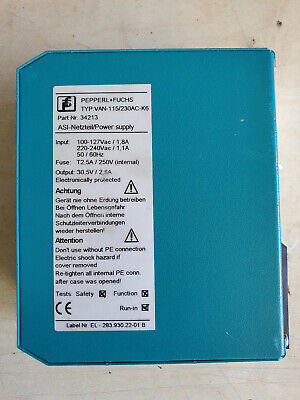 PEPPERL+FUCHS
TYP:VAN-115/230AC-K6
Part Nr. 34213
ASI-Netzteil/Power supply
Input: 100-127Vac / 1,8A
220-240Vac / 1,1A
50 / 60Hz
Fuse: T2,5A / 250V (internal)
Output: 30,5V / 2,8A
Electronically protected
Achtung
Gerät nie ohne Erdung betreiben
Bei Öffnen Lebensgefahr
Nach dem Öffnen interne
Schutzleiterverbindungen
wieder herstellen!
Attention
Don't use without PE connection
Electric shock hazard if
cover removed
Re-tighten all internal PE conn.
after case was opened!
Tests Safety Function
CE Run-in
Label Nr. EL - 283.930.22-01 B